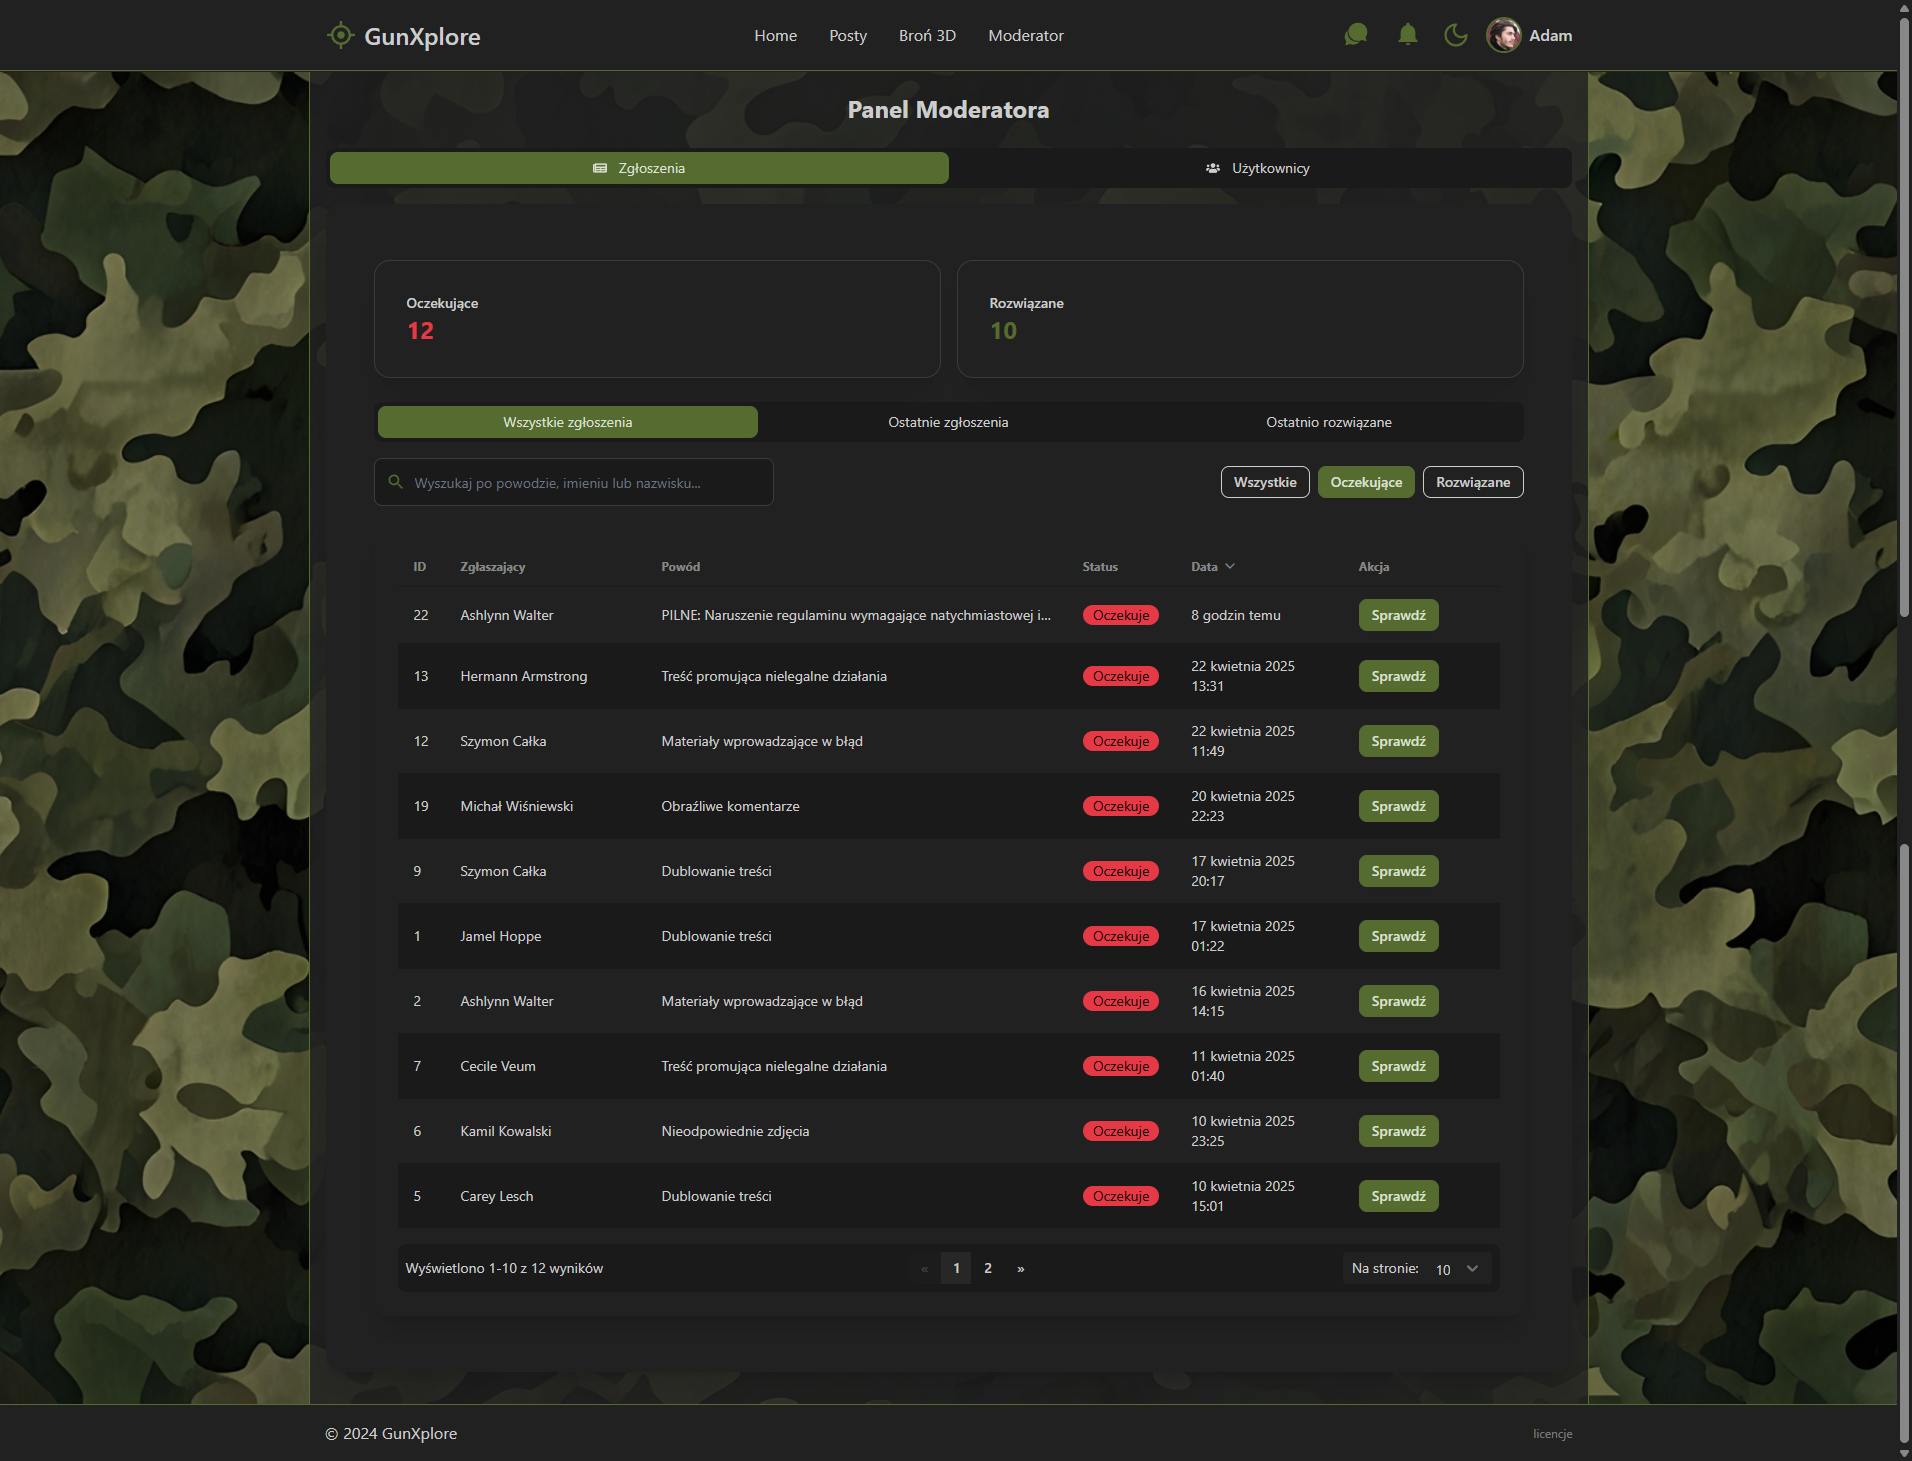 GunXplore
Home Posty Broń 3D Moderator
Adam
Panel Moderatora
Zgłoszenia
Użytkownicy
Oczekujące
12
Rozwiązane
10
Wszystkie zgłoszenia
Ostatnie zgłoszenia
Ostatnio rozwiązane
Wyszukaj po powodzie, imieniu lub nazwisku...
Wszystkie
Oczekujące
Rozwiązane
ID Zgłaszający Powód Status Data Akcja
22 Ashlynn Walter PILNE: Naruszenie regulaminu wymagające natychmiastowej i... Oczekuje 8 godzin temu Sprawdź
13 Hermann Armstrong Treść promująca nielegalne działania Oczekuje 22 kwietnia 2025 13:31 Sprawdź
12 Szymon Całka Materiały wprowadzające w błąd Oczekuje 22 kwietnia 2025 11:49 Sprawdź
19 Michał Wiśniewski Obraźliwe komentarze Oczekuje 20 kwietnia 2025 22:23 Sprawdź
9 Szymon Całka Dublowanie treści Oczekuje 17 kwietnia 2025 20:17 Sprawdź
1 Jamel Hoppe Dublowanie treści Oczekuje 17 kwietnia 2025 01:22 Sprawdź
2 Ashlynn Walter Materiały wprowadzające w błąd Oczekuje 16 kwietnia 2025 14:15 Sprawdź
7 Cecile Veum Treść promująca nielegalne działania Oczekuje 11 kwietnia 2025 01:40 Sprawdź
6 Kamil Kowalski Nieodpowiednie zdjęcia Oczekuje 10 kwietnia 2025 23:25 Sprawdź
5 Carey Lesch Dublowanie treści Oczekuje 10 kwietnia 2025 15:01 Sprawdź
Wyświetlono 1-10 z 12 wyników
« 1 2 »
Na stronie: 10
© 2024 GunXplore
licencje